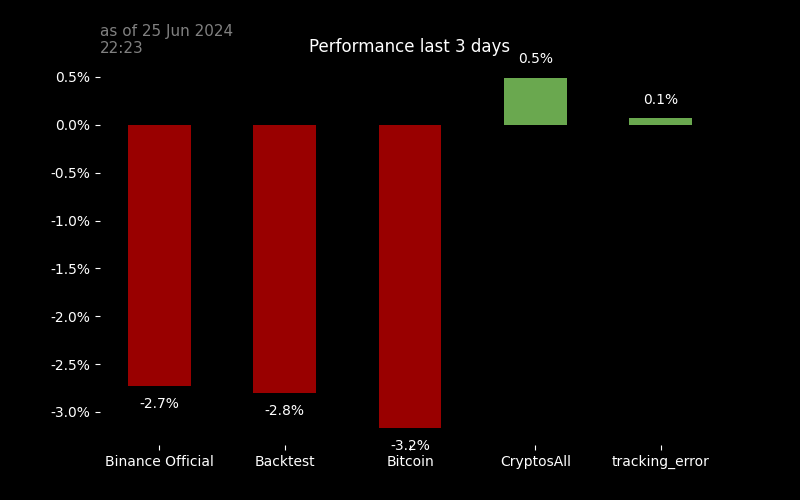 as of 25 Jun 2024
22:23
Performance last 3 days
0.5%
0.1%
0.5%
0.0%
-0.5%
-1.0%
-1.5%
-2.0%
-2.5%
-3.0%
-2.7%
-2.8%
-3.2%
Binance Official
Backtest
Bitcoin
CryptosAll
tracking_error